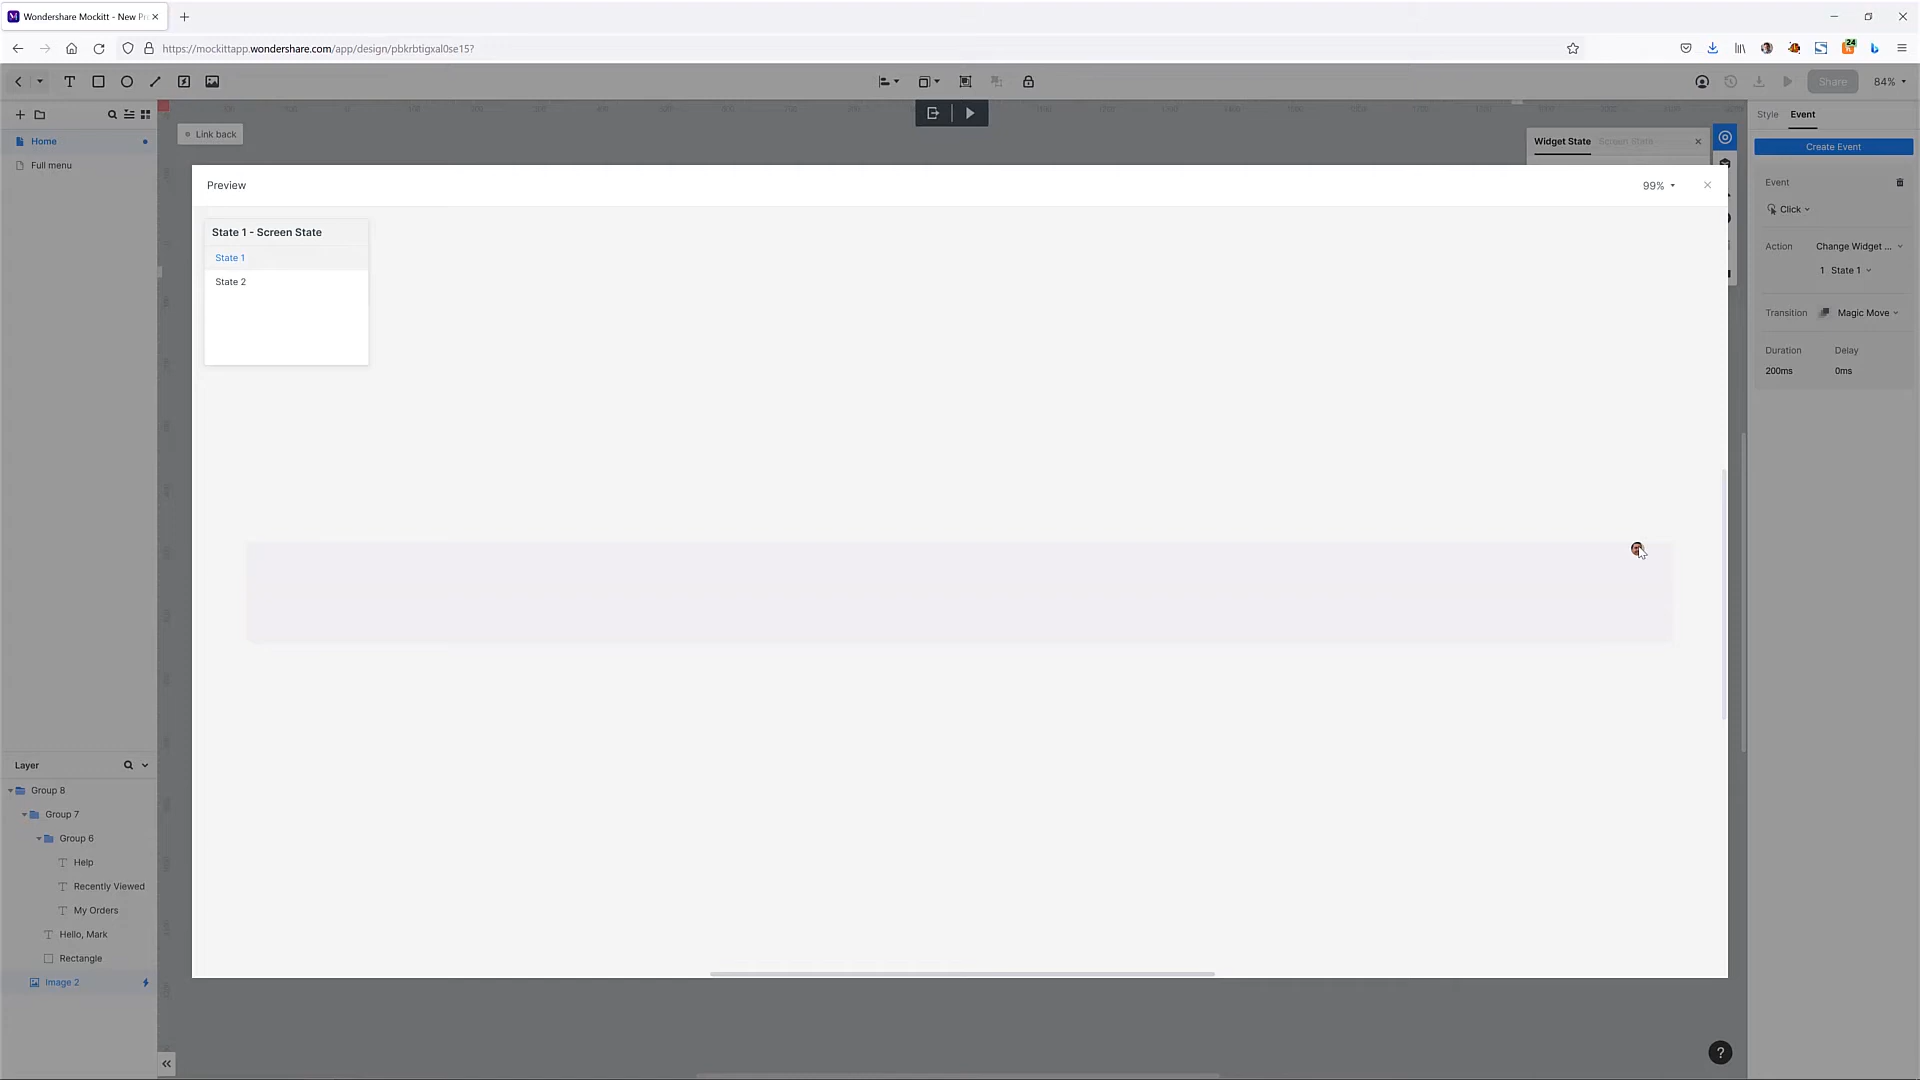 Wondershare Mockitt - New Pr
https://mockittapp.wondershare.com/app/design/pbkrbtigxal0se15?
24
Share
84%
Home
Full menu
Link back
Widget State
Screen State
Style
Event
Create Event
Event
Click
Action
Change Widget ...
1 State 1
Transition
Magic Move
Duration
Delay
200ms
0ms
Preview
99%
State 1 - Screen State
State 1
State 2
Layer
Group 8
Group 7
Group 6
Help
Recently Viewed
My Orders
Hello, Mark
Rectangle
Image 2
?